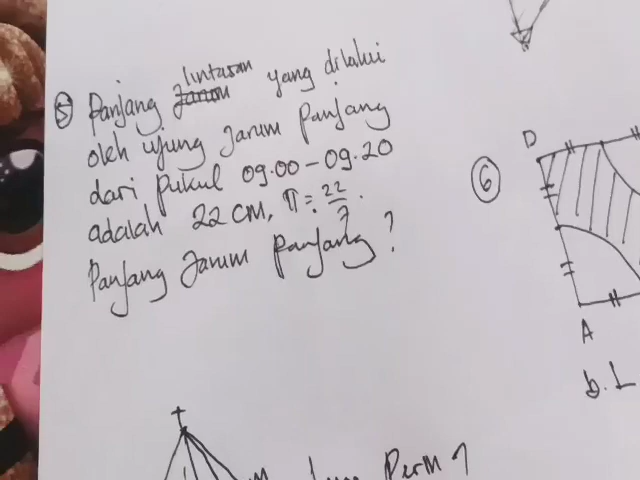 5 Panjang lintasan yang dilalui
oleh ujung Jarum Panjang
dari pukul 09.00 - 09.20
adalah 22 CM, π = 22/7.
Panjang Jarum panjang?
6
D
A
b. L
t
Perm